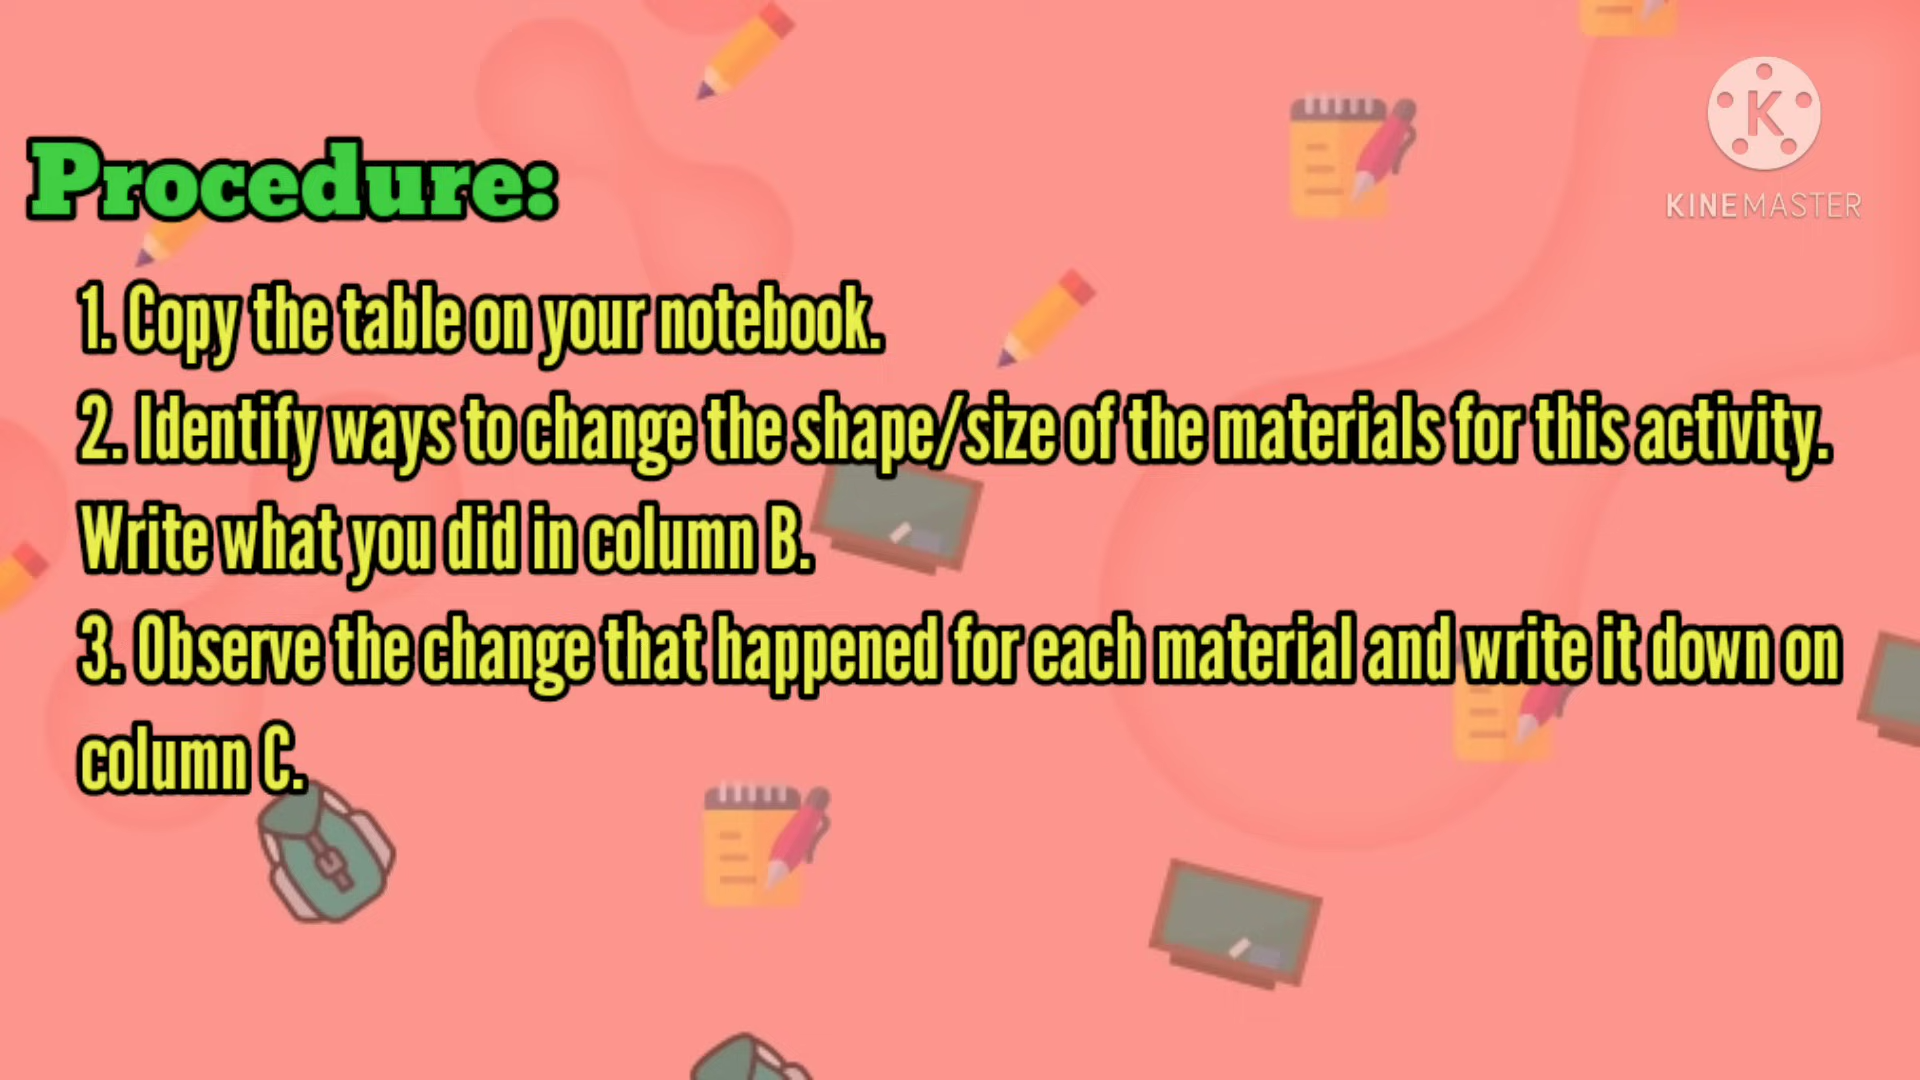 KINEMASTER
Procedure:
1. Copy the table on your notebook.
2. Identify ways to change the shape/size of the materials for this activity.
Write what you did in column B.
3. Observe the change that happened for each material and write it down on
column C.